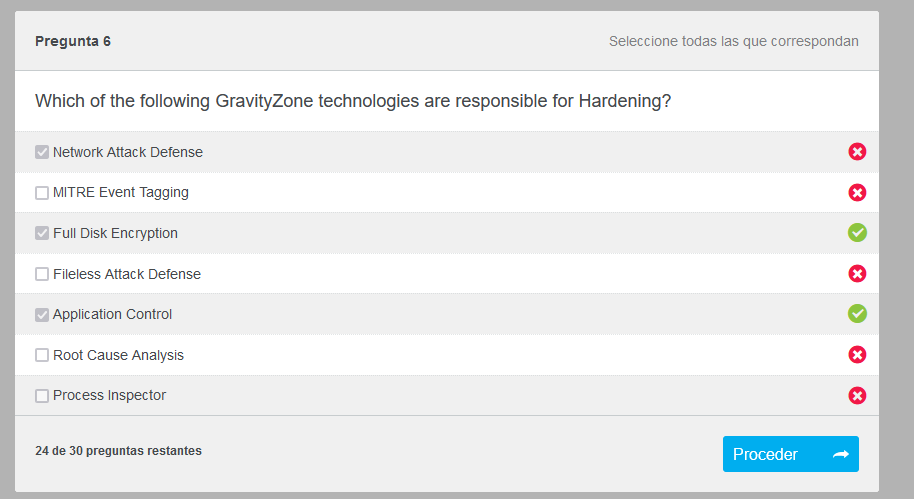 Pregunta 6
Seleccione todas las que correspondan
Which of the following GravityZone technologies are responsible for Hardening?
Network Attack Defense
MITRE Event Tagging
Full Disk Encryption
Fileless Attack Defense
Application Control
Root Cause Analysis
Process Inspector
24 de 30 preguntas restantes
Proceder